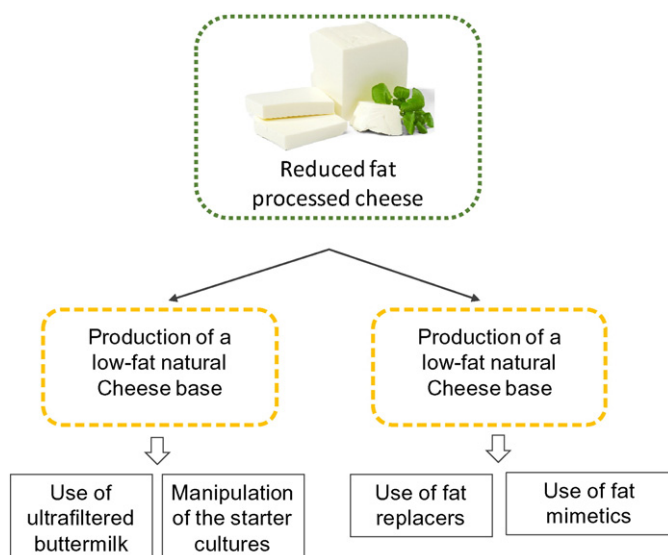 Reduced fat
processed cheese
Production of a
low-fat natural
Cheese base
Production of a
low-fat natural
Cheese base
Use of
ultrafiltered
buttermilk
Manipulation
of the starter
cultures
Use of fat
replacers
Use of fat
mimetics